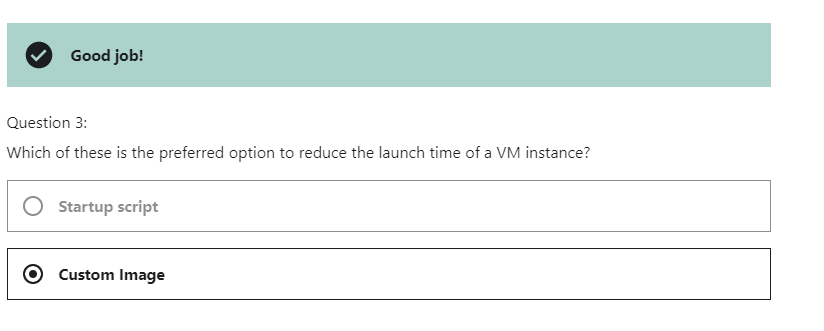 Good job!
Question 3:
Which of these is the preferred option to reduce the launch time of a VM instance?
Startup script
Custom Image